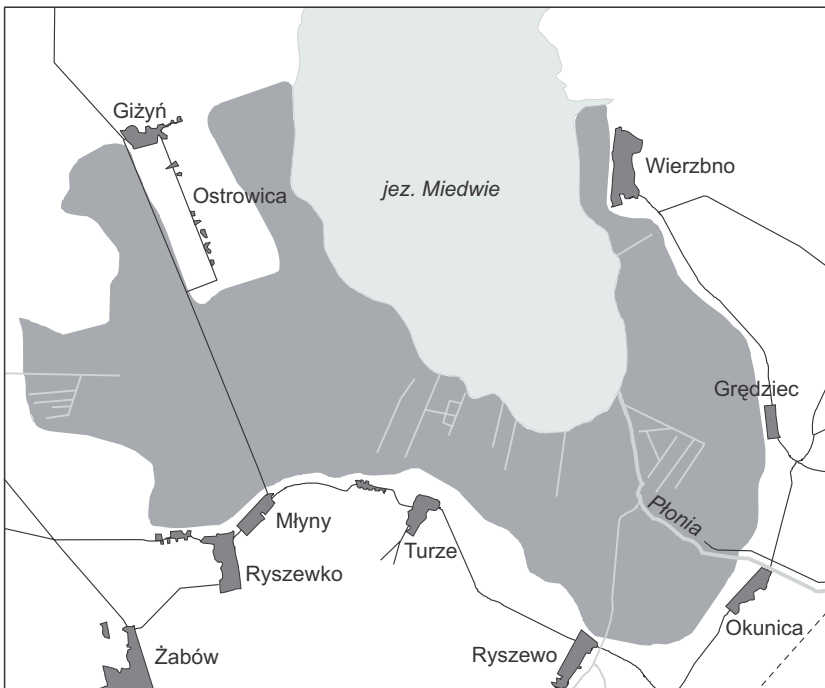 Giżyń
Ostrowica
jez. Miedwie
Wierzbno
Grędziec
Płonia
Młyny
Turze
Ryszewko
Okunica
Żabów
Ryszewo